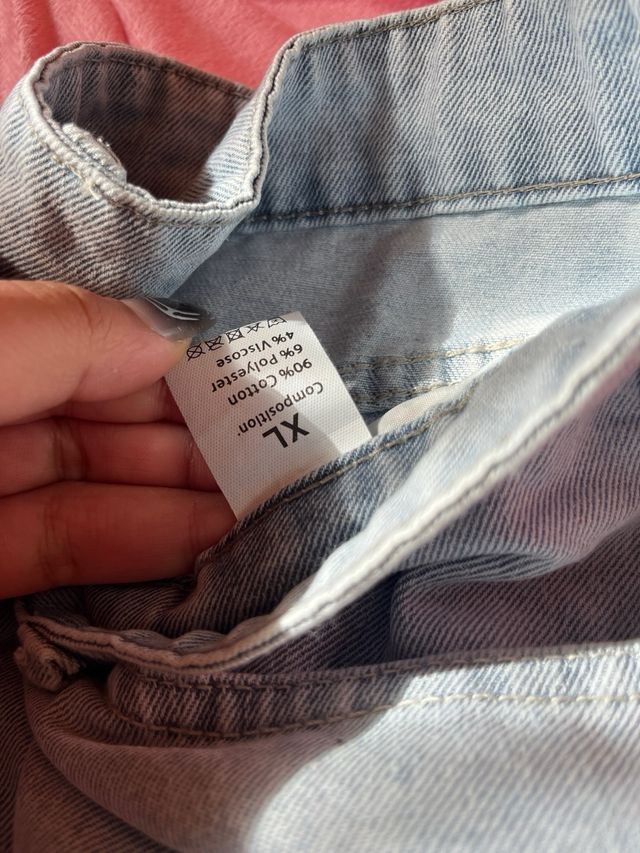 XL
Composition:
90% Cotton
6% Polyester
4% Viscose